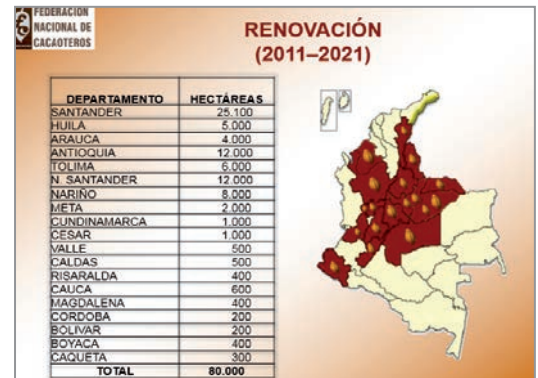 FEDERACIÓN
NACIONAL DE
CACAOTEROS
RENOVACIÓN
(2011–2021)
DEPARTAMENTO HECTÁREAS
SANTANDER 25.100
HUILA 5.000
ARAUCA 4.000
ANTIOQUIA 12.000
TOLIMA 6.000
N. SANTANDER 12.000
NARIÑO 8.000
META 2.000
CUNDINAMARCA 1.000
CESAR 1.000
VALLE 500
CALDAS 500
RISARALDA 400
CAUCA 600
MAGDALENA 400
CORDOBA 200
BOLIVAR 200
BOYACA 400
CAQUETA 300
TOTAL 80.000